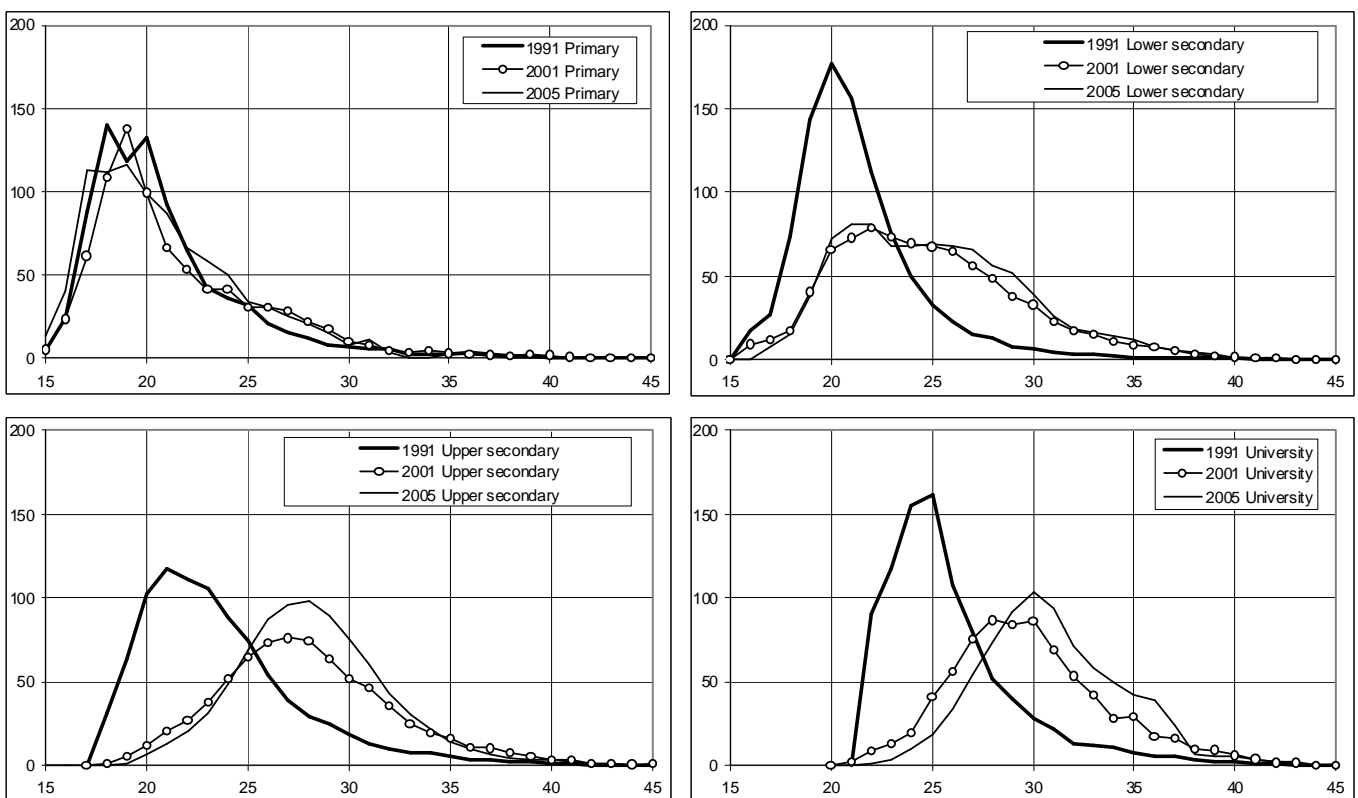 200
150
100
50
0
15 20 25 30 35 40 45
1991 Primary
2001 Primary
2005 Primary
200
150
100
50
0
15 20 25 30 35 40 45
1991 Lower secondary
2001 Lower secondary
2005 Lower secondary
200
150
100
50
0
15 20 25 30 35 40 45
1991 Upper secondary
2001 Upper secondary
2005 Upper secondary
200
150
100
50
0
15 20 25 30 35 40 45
1991 University
2001 University
2005 University